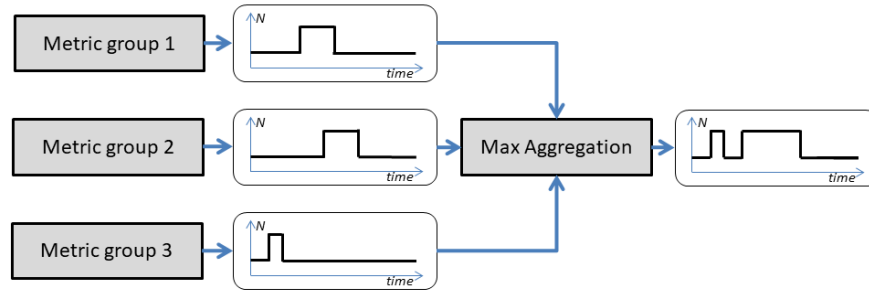 Metric group 1
N
time
Metric group 2
N
time
Max Aggregation
N
time
Metric group 3
N
time